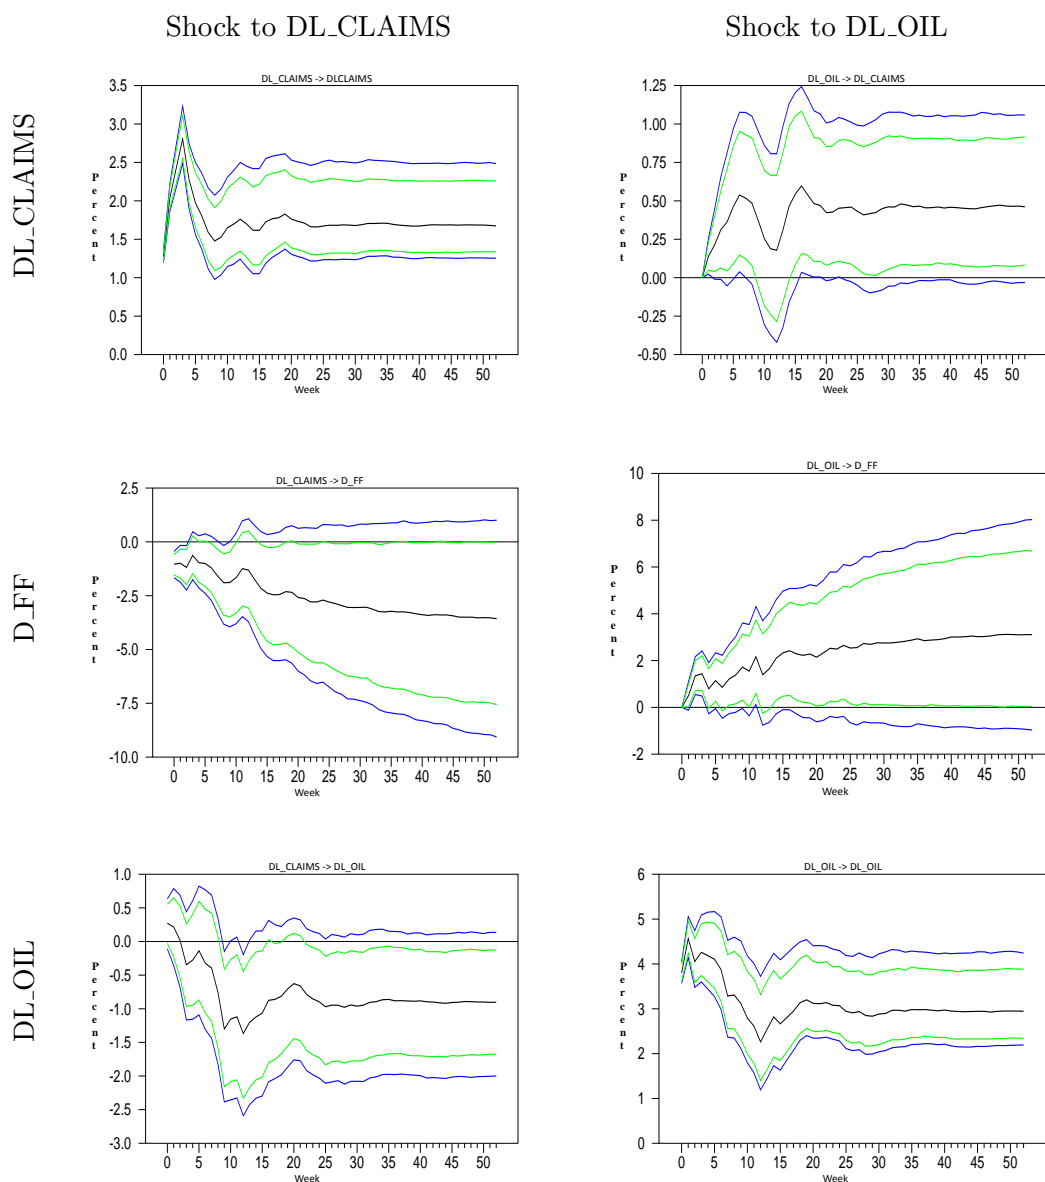 Shock to DL_CLAIMS
Shock to DL_OIL
DL_CLAIMS
DL_CLAIMS -> DLCLAIMS
Percent
3.5
3.0
2.5
2.0
1.5
1.0
0.5
0.0
0 5 10 15 20 25 30 35 40 45 50
Week
DL_OIL -> DL_CLAIMS
Percent
1.25
1.00
0.75
0.50
0.25
0.00
-0.25
-0.50
0 5 10 15 20 25 30 35 40 45 50
Week
D_FF
DL_CLAIMS -> D_FF
Percent
2.5
0.0
-2.5
-5.0
-7.5
-10.0
0 5 10 15 20 25 30 35 40 45 50
Week
DL_OIL -> D_FF
Percent
10
8
6
4
2
0
-2
0 5 10 15 20 25 30 35 40 45 50
Week
DL_OIL
DL_CLAIMS -> DL_OIL
Percent
1.0
0.5
0.0
-0.5
-1.0
-1.5
-2.0
-2.5
-3.0
0 5 10 15 20 25 30 35 40 45 50
Week
DL_OIL -> DL_OIL
Percent
6
5
4
3
2
1
0
0 5 10 15 20 25 30 35 40 45 50
Week